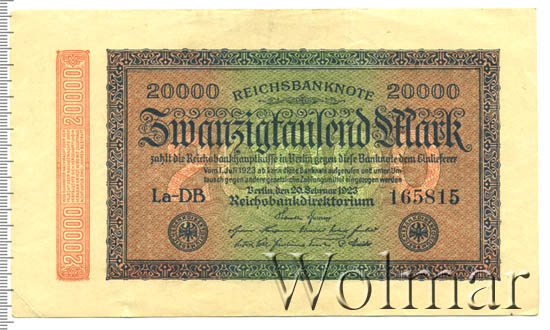 20000
REICHSBANKNOTE
20000
Zwanzigtausend Mark
zahlt die Reichsbankhauptkasse in Berlin gegen diese Banknote dem Einlieferer
Vom 1. Juli 1923 ab kann diese Banknote aufgerufen und unter Um-
tausch gegen andere gesetzliche Zahlungsmittel eingezogen werden
Berlin, den 20. Februar 1923
Reichsbankdirektorium
La-DB
165815
20000
20000
Wolmar